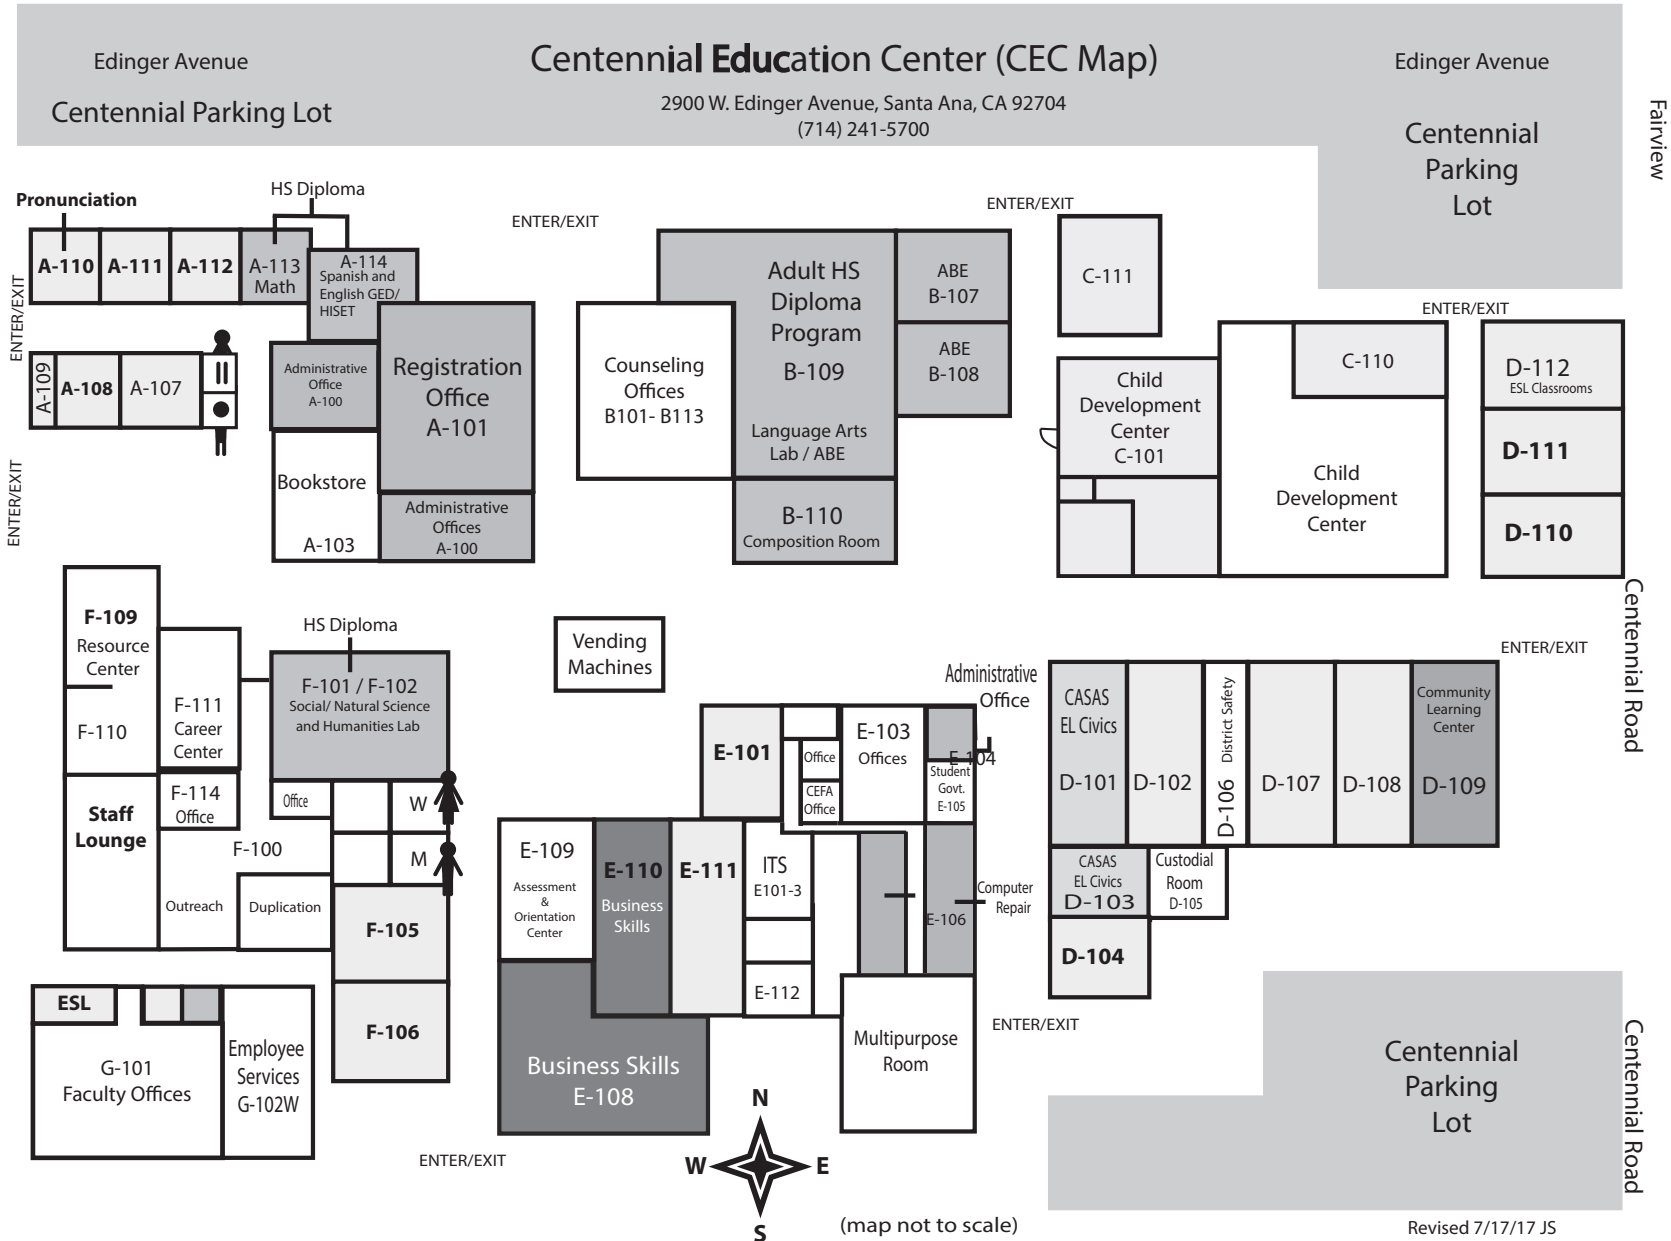 Edinger Avenue
Centennial Parking Lot
Centennial Education Center (CEC Map)
2900 W. Edinger Avenue, Santa Ana, CA 92704
(714) 241-5700
Edinger Avenue
Centennial
Parking
Lot
Fairview
Pronunciation
HS Diploma
ENTER/EXIT
ENTER/EXIT
ENTER/EXIT
A-110
A-111
A-112
A-113
Math
A-114
Spanish and
English GED/
HISET
A-109
A-108
A-107
Administrative
Office
A-100
Registration
Office
A-101
Bookstore
A-103
Administrative
Offices
A-100
ENTER/EXIT
Counseling
Offices
B101- B113
Adult HS
Diploma
Program
B-109
Language Arts
Lab / ABE
ABE
B-107
ABE
B-108
B-110
Composition Room
C-111
Child
Development
Center
C-101
C-110
Child
Development
Center
ENTER/EXIT
D-112
ESL Classrooms
D-111
D-110
Centennial Road
F-109
Resource
Center
F-110
F-111
Career
Center
HS Diploma
F-101 / F-102
Social/ Natural Science
and Humanities Lab
Staff
Lounge
F-114
Office
Office
W
M
F-100
Outreach
Duplication
F-105
F-106
ESL
G-101
Faculty Offices
Employee
Services
G-102W
Vending
Machines
Administrative
Office
E-101
Office
CEFA
Office
E-103
Offices
E-104
Student
Govt.
E-105
E-109
Assessment
&
Orientation
Center
E-110
Business
Skills
E-111
ITS
E101-3
E-112
E-106
Computer
Repair
Business Skills
E-108
Multipurpose
Room
ENTER/EXIT
CASAS
EL Civics
D-101
D-102
D-106 District Safety
D-107
D-108
Community
Learning
Center
D-109
CASAS
EL Civics
D-103
Custodial
Room
D-105
D-104
ENTER/EXIT
ENTER/EXIT
Centennial
Parking
Lot
Centennial Road
N
W
E
S
(map not to scale)
Revised 7/17/17 JS